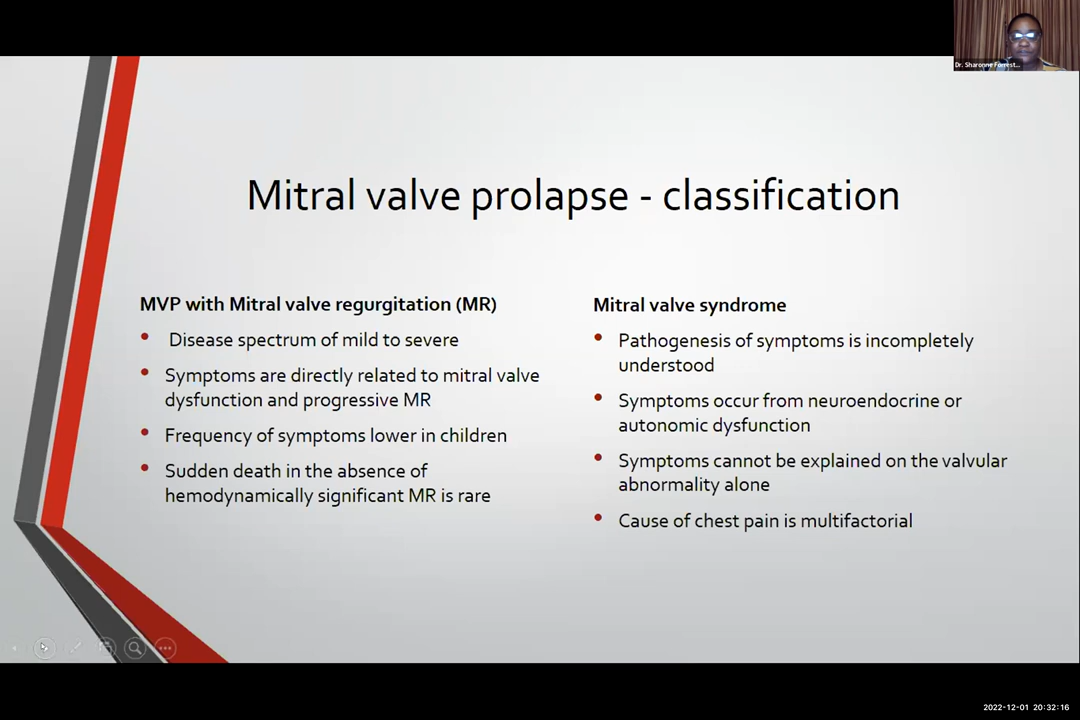 Dr. Sharonne Forrest...
Mitral valve prolapse - classification
MVP with Mitral valve regurgitation (MR)
• Disease spectrum of mild to severe
• Symptoms are directly related to mitral valve
dysfunction and progressive MR
• Frequency of symptoms lower in children
• Sudden death in the absence of
hemodynamically significant MR is rare
Mitral valve syndrome
• Pathogenesis of symptoms is incompletely
understood
• Symptoms occur from neuroendocrine or
autonomic dysfunction
• Symptoms cannot be explained on the valvular
abnormality alone
• Cause of chest pain is multifactorial
2022-12-01 20:32:16